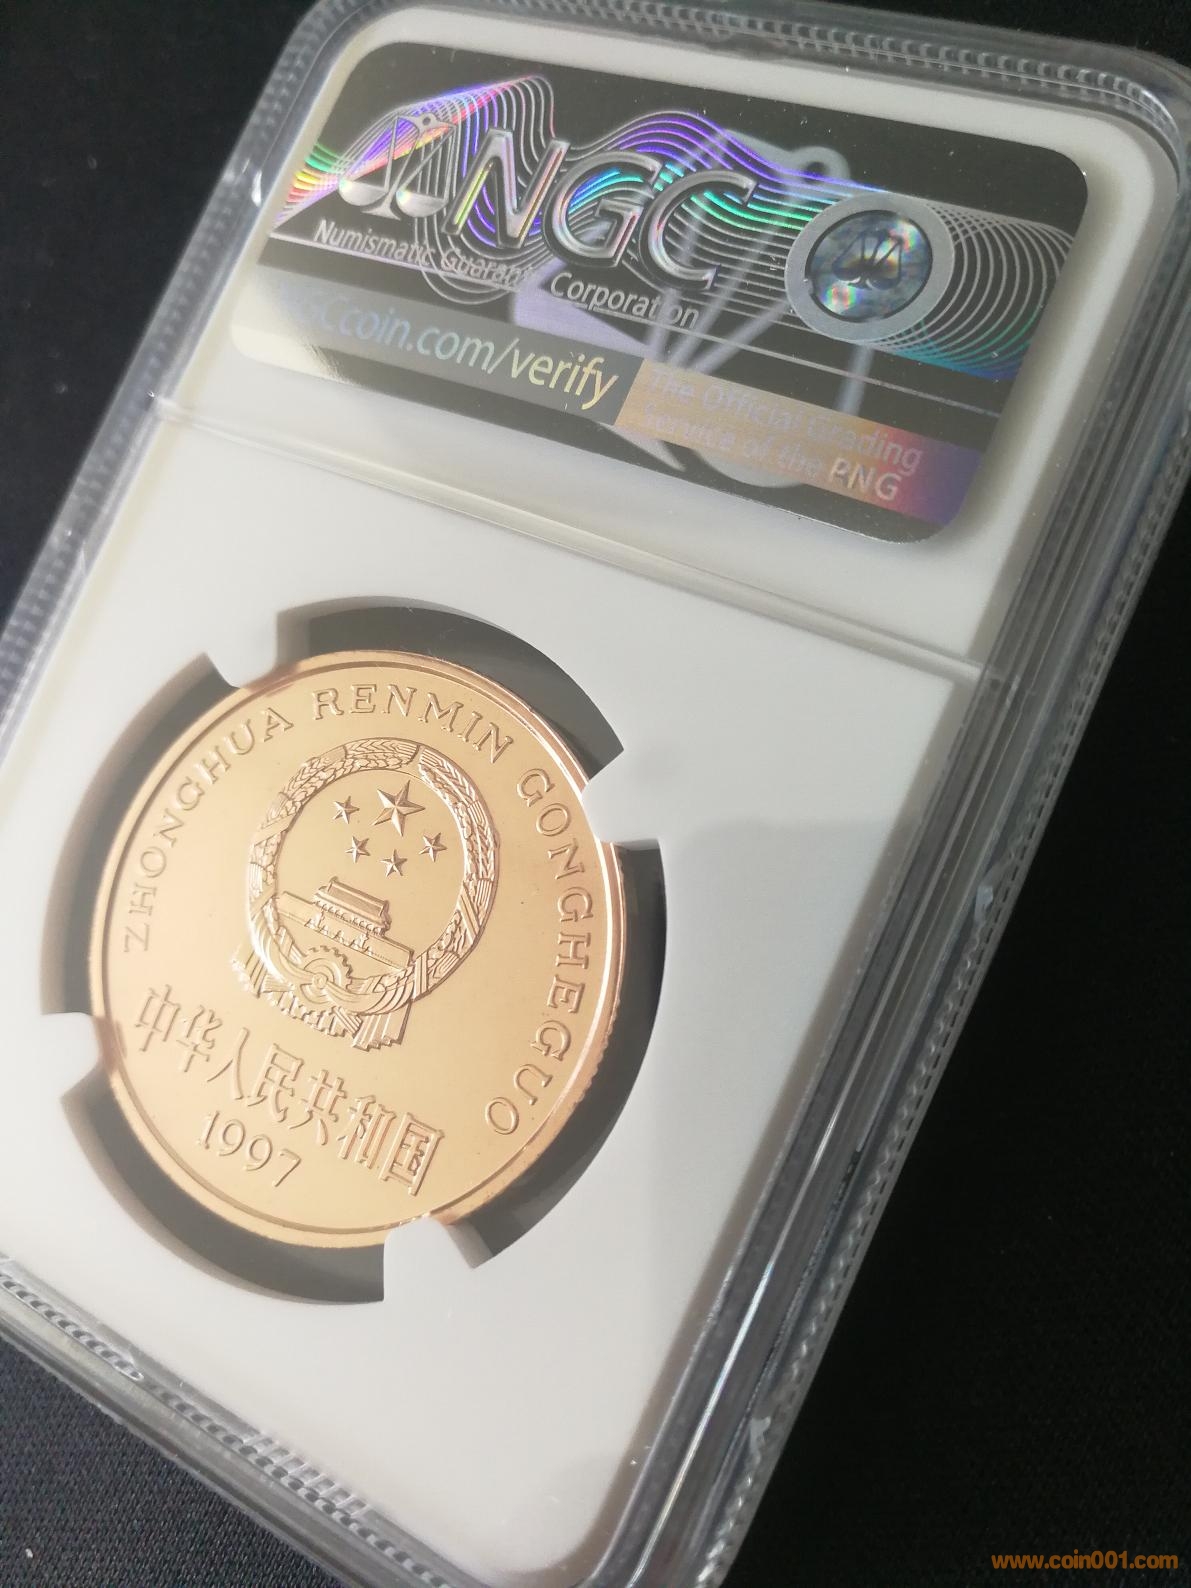 NGC
Numismatic Guaranty Corporation
NGCcoin.com/verify
The Official Grading
Service of the PNG
ZHONGHUA RENMIN GONGHEGUO
中华人民共和国
1997
www.coin001.com